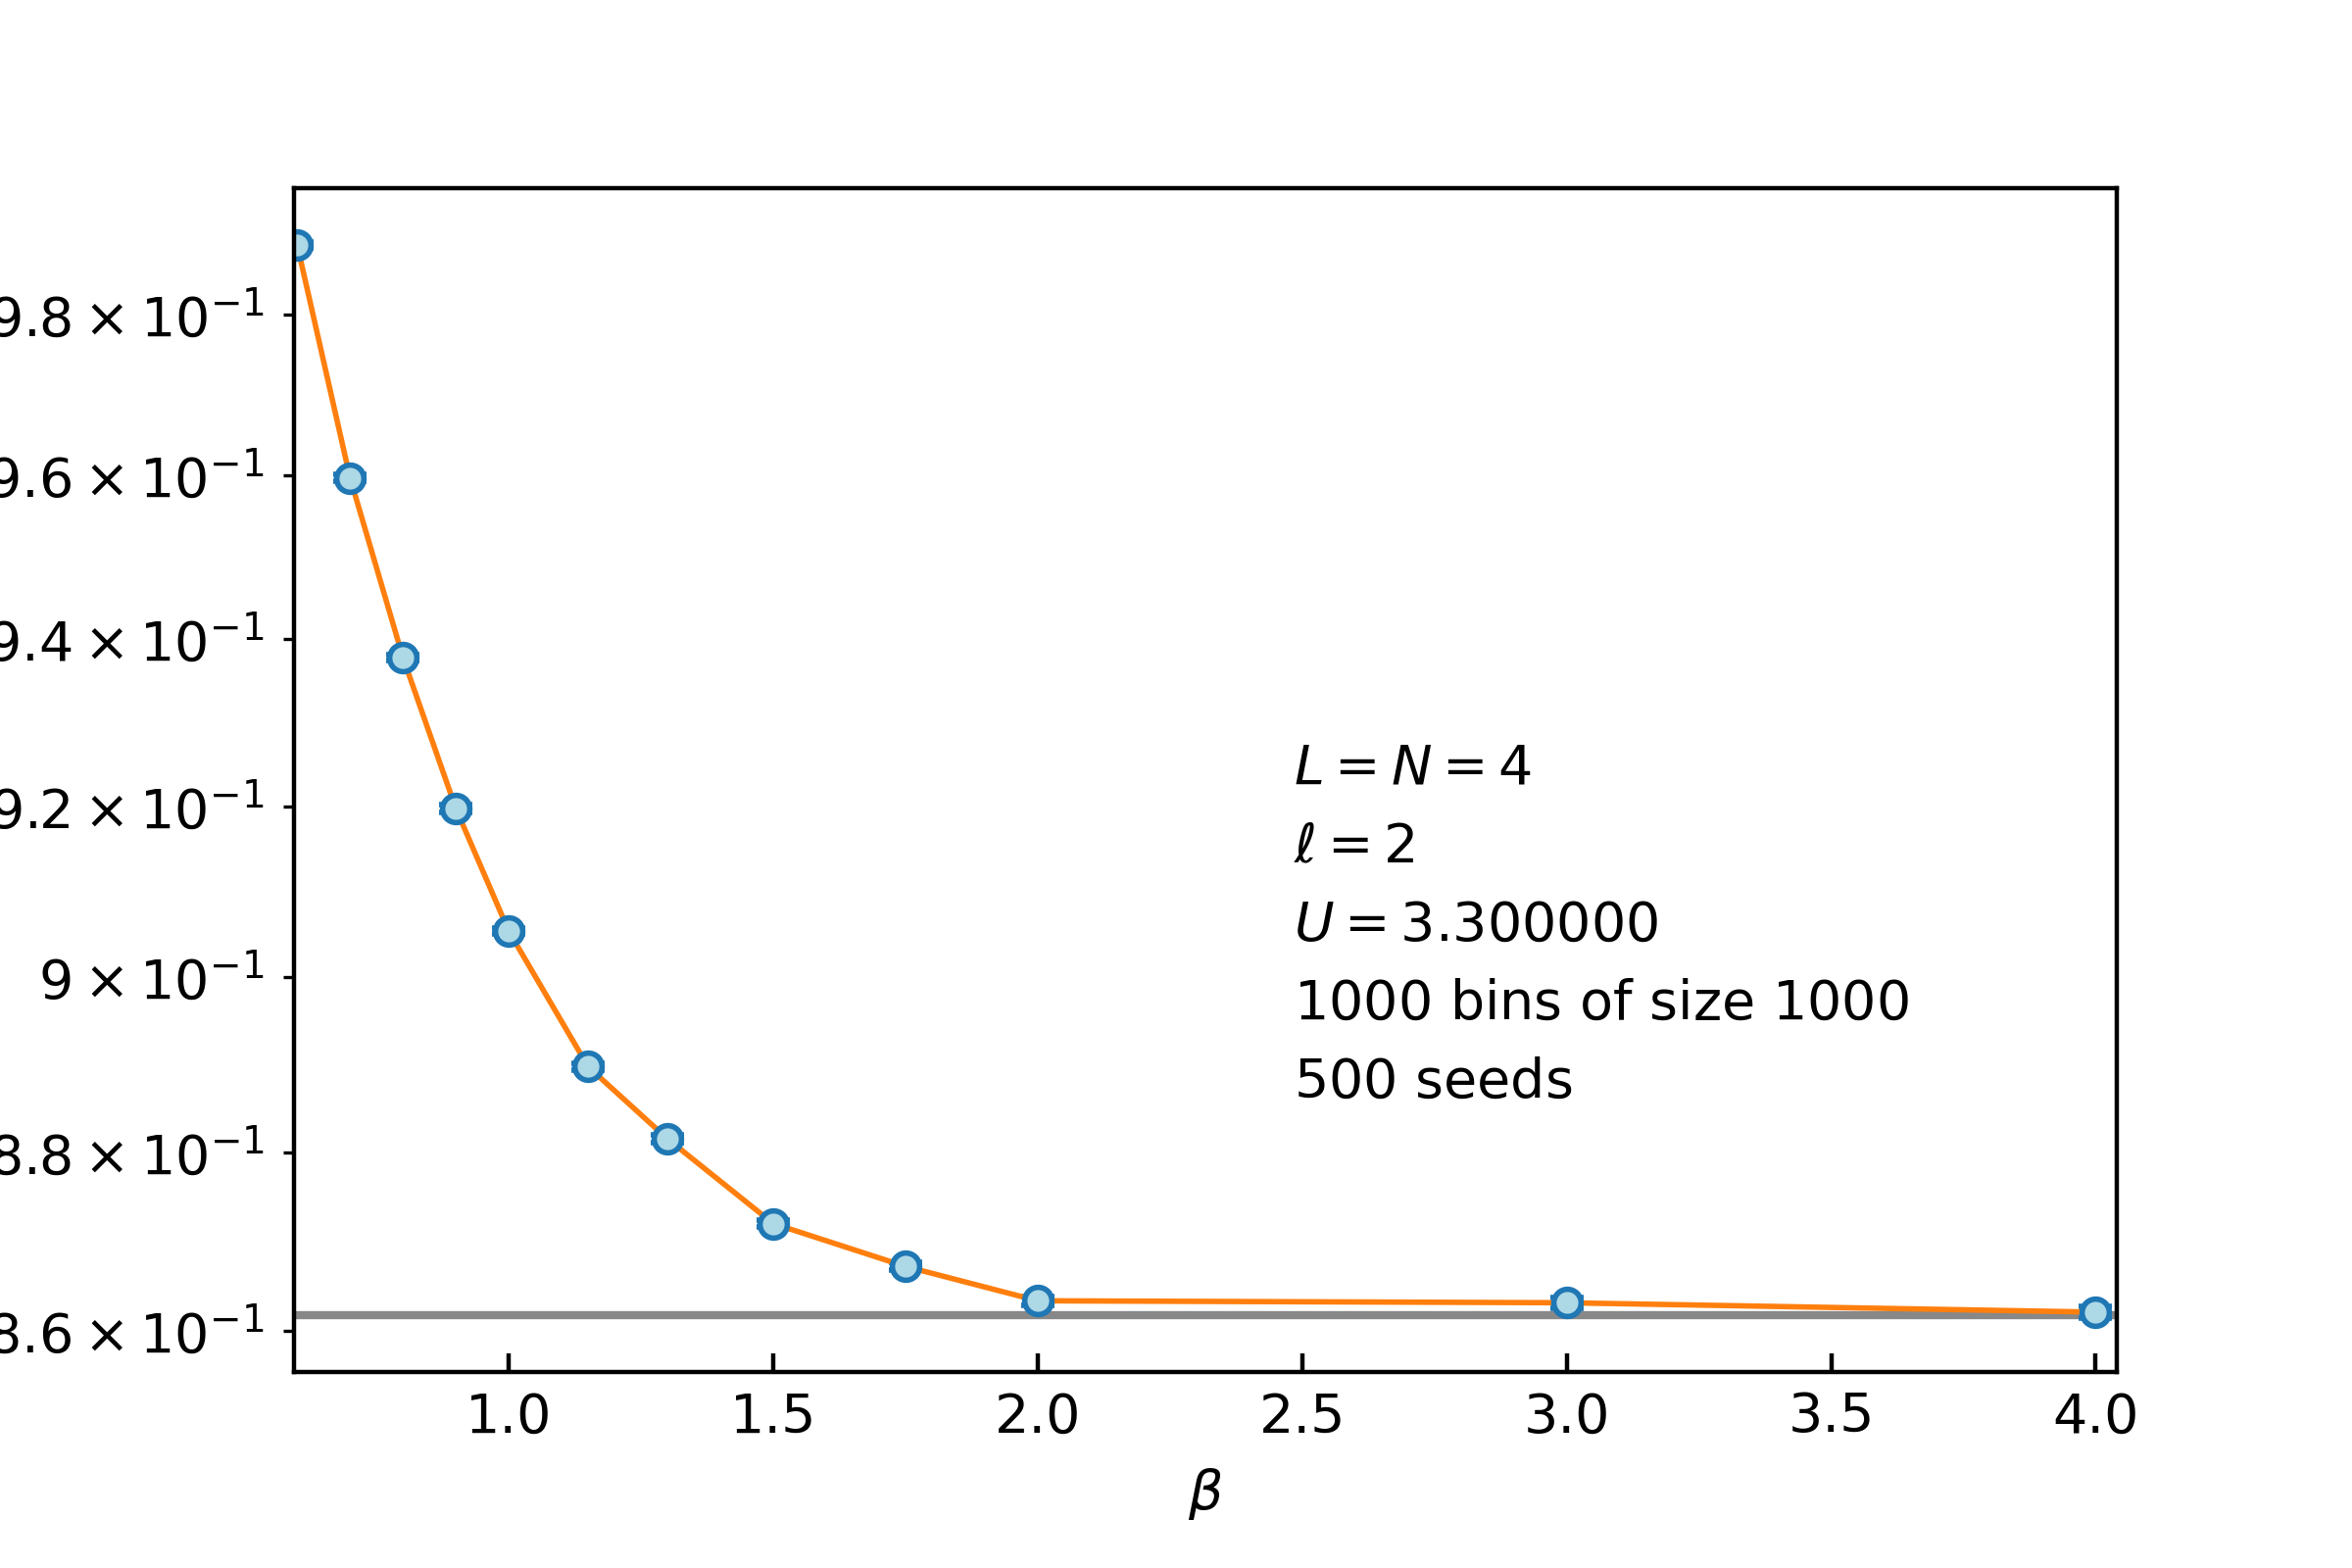 9.8 × 10⁻¹
9.6 × 10⁻¹
9.4 × 10⁻¹
9.2 × 10⁻¹
9 × 10⁻¹
8.8 × 10⁻¹
8.6 × 10⁻¹
L = N = 4
ℓ = 2
U = 3.300000
1000 bins of size 1000
500 seeds
1.0 1.5 2.0 2.5 3.0 3.5 4.0
β